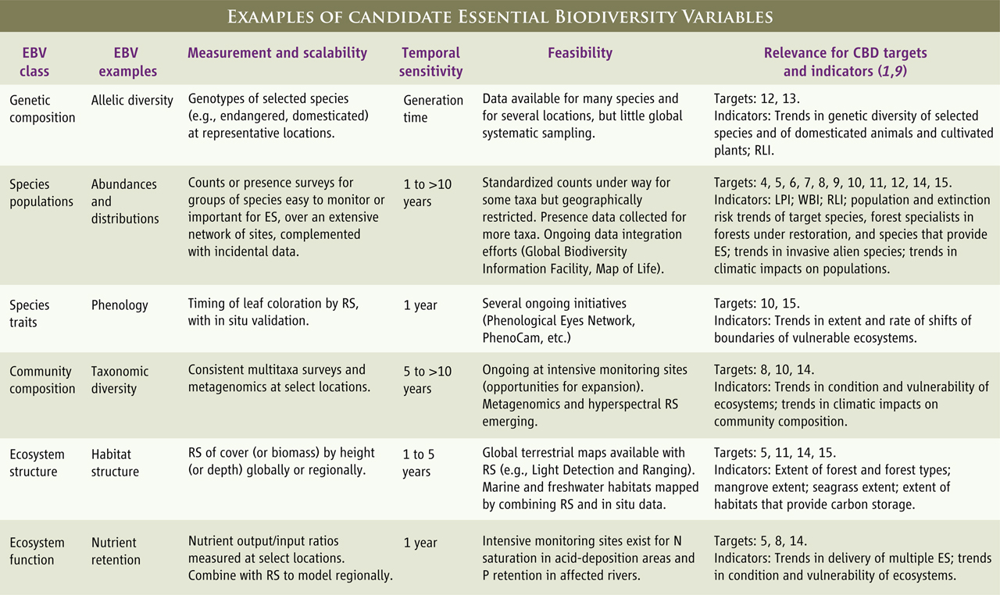 EXAMPLES OF CANDIDATE ESSENTIAL BIODIVERSITY VARIABLES
EBV class
EBV examples
Measurement and scalability
Temporal sensitivity
Feasibility
Relevance for CBD targets
and indicators (1,9)
Genetic
composition
Allelic diversity
Genotypes of selected species
(e.g., endangered, domesticated)
at representative locations.
Generation
time
Data available for many species and
for several locations, but little global
systematic sampling.
Targets: 12, 13.
Indicators: Trends in genetic diversity of selected
species and of domesticated animals and cultivated
plants; RLI.
Species
populations
Abundances
and
distributions
Counts or presence surveys for
groups of species easy to monitor or
important for ES, over an extensive
network of sites, complemented
with incidental data.
1 to >10
years
Standardized counts under way for
some taxa but geographically
restricted. Presence data collected for
more taxa. Ongoing data integration
efforts (Global Biodiversity
Information Facility, Map of Life).
Targets: 4, 5, 6, 7, 8, 9, 10, 11, 12, 14, 15.
Indicators: LPI; WBI; RLI; population and extinction
risk trends of target species, forest specialists in
forests under restoration, and species that provide
ES; trends in invasive alien species; trends in
climatic impacts on populations.
Species
traits
Phenology
Timing of leaf coloration by RS,
with in situ validation.
1 year
Several ongoing initiatives
(Phenological Eyes Network,
PhenoCam, etc.)
Targets: 10, 15.
Indicators: Trends in extent and rate of shifts of
boundaries of vulnerable ecosystems.
Community
composition
Taxonomic
diversity
Consistent multitaxa surveys and
metagenomics at select locations.
5 to >10
years
Ongoing at intensive monitoring sites
(opportunities for expansion).
Metagenomics and hyperspectral RS
emerging.
Targets: 8, 10, 14.
Indicators: Trends in condition and vulnerability of
ecosystems; trends in climatic impacts on
community composition.
Ecosystem
structure
Habitat
structure
RS of cover (or biomass) by height
(or depth) globally or regionally.
1 to 5
years
Global terrestrial maps available with
RS (e.g., Light Detection and Ranging).
Marine and freshwater habitats mapped
by combining RS and in situ data.
Targets: 5, 11, 14, 15.
Indicators: Extent of forest and forest types;
mangrove extent; seagrass extent; extent of
habitats that provide carbon storage.
Ecosystem
function
Nutrient
retention
Nutrient output/input ratios
measured at select locations.
Combine with RS to model regionally.
1 year
Intensive monitoring sites exist for N
saturation in acid-deposition areas and
P retention in affected rivers.
Targets: 5, 8, 14.
Indicators: Trends in delivery of multiple ES; trends
in condition and vulnerability of ecosystems.